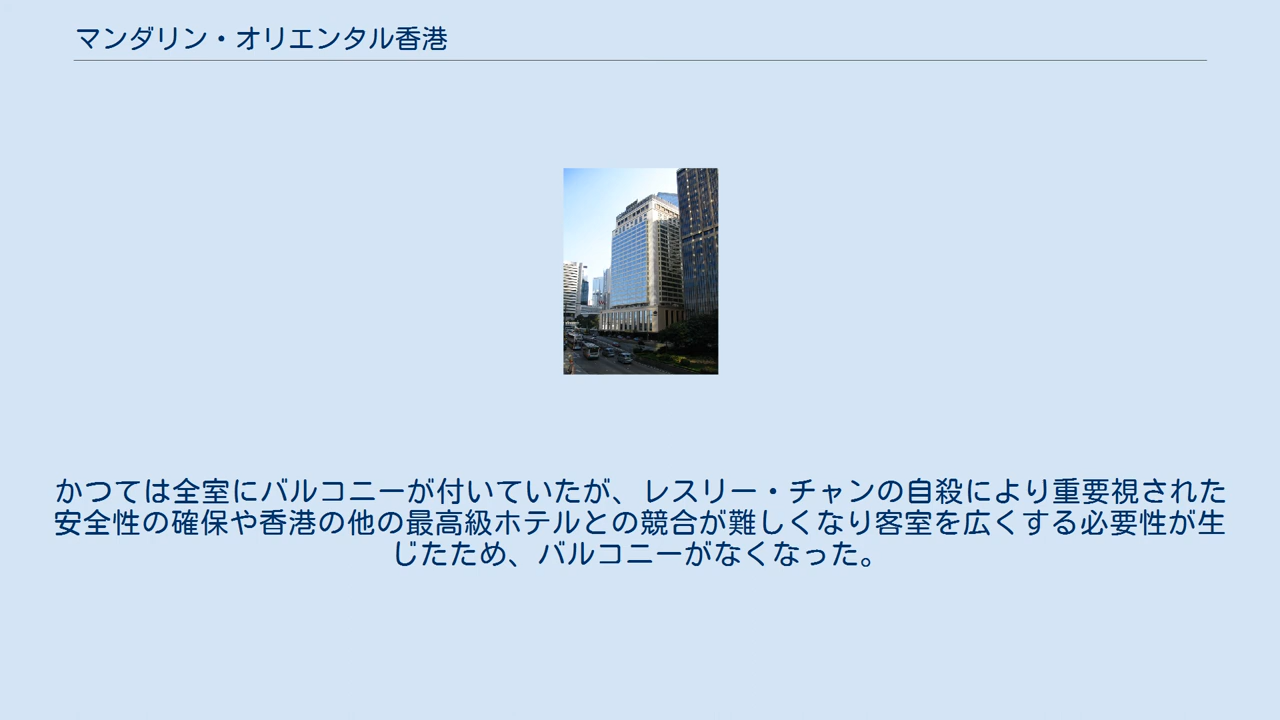 マンダリン・オリエンタル香港
かつては全室にバルコニーが付いていたが、レスリー・チャンの自殺により重要視された
安全性の確保や香港の他の最高級ホテルとの競合が難しくなり客室を広くする必要性が生
じたため、バルコニーがなくなった。